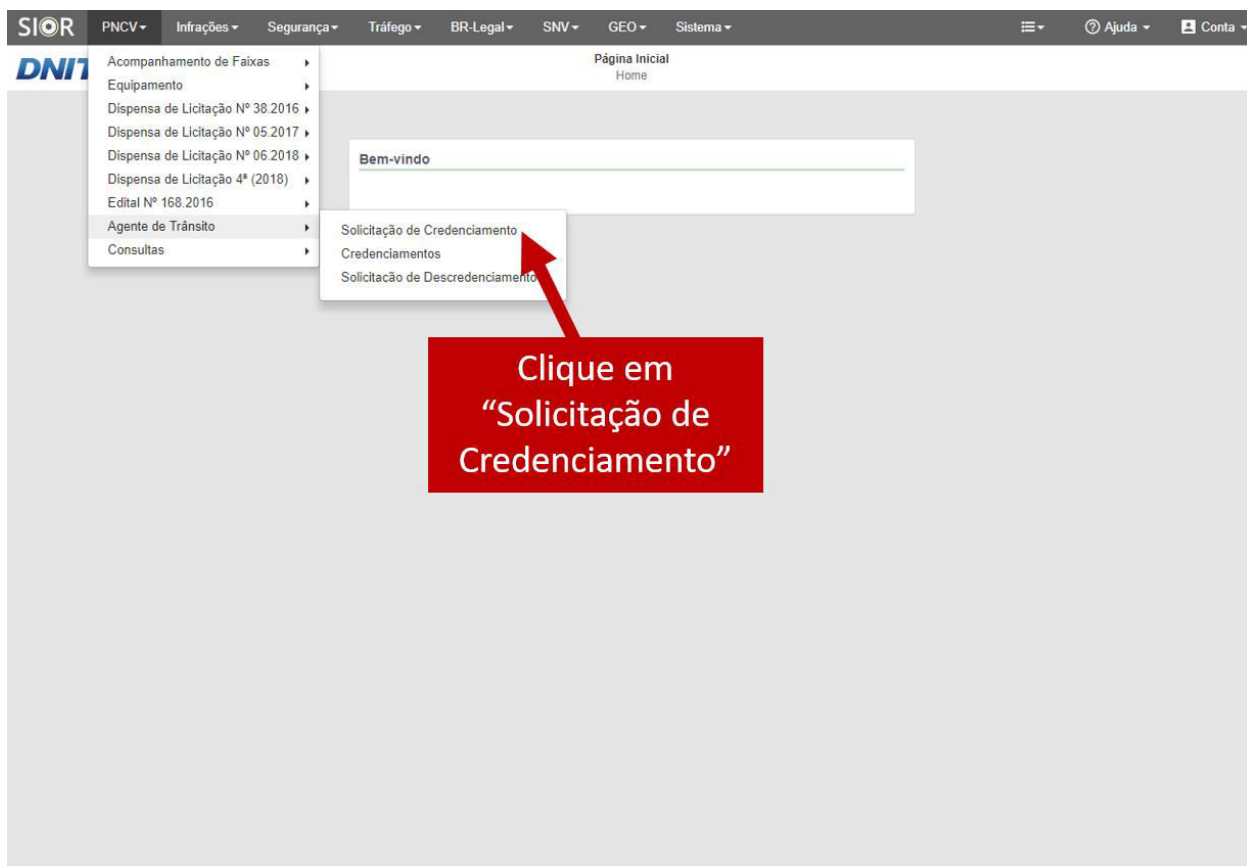 SIOR PNCV Infrações Segurança Tráfego BR-Legal SNV GEO Sistema Ajuda Conta
DNIT
Página Inicial
Home
Acompanhamento de Faixas
Equipamento
Dispensa de Licitação Nº 38.2016
Dispensa de Licitação Nº 05.2017
Dispensa de Licitação Nº 06.2018
Dispensa de Licitação 4ª (2018)
Edital Nº 168.2016
Agente de Trânsito
Consultas
Bem-vindo
Solicitação de Credenciamento
Credenciamentos
Solicitacão de Descredenciamento
Clique em
“Solicitação de
Credenciamento”